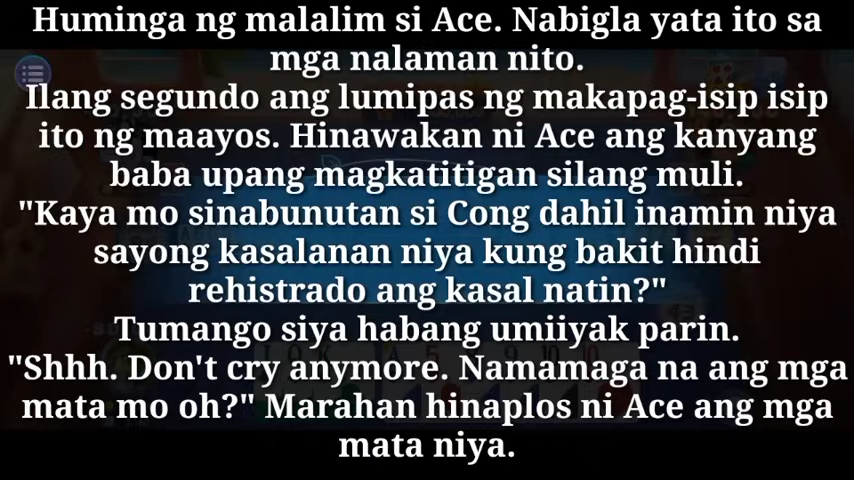 Huminga ng malalim si Ace. Nabigla yata ito sa
mga nalaman nito.
Ilang segundo ang lumipas ng makapag-isip isip
ito ng maayos. Hinawakan ni Ace ang kanyang
baba upang magkatitigan silang muli.
"Kaya mo sinabunutan si Cong dahil inamin niya
sayong kasalanan niya kung bakit hindi
rehistrado ang kasal natin?"
Tumango siya habang umiiyak parin.
"Shhh. Don't cry anymore. Namamaga na ang mga
mata mo oh?" Marahan hinaplos ni Ace ang mga
mata niya.